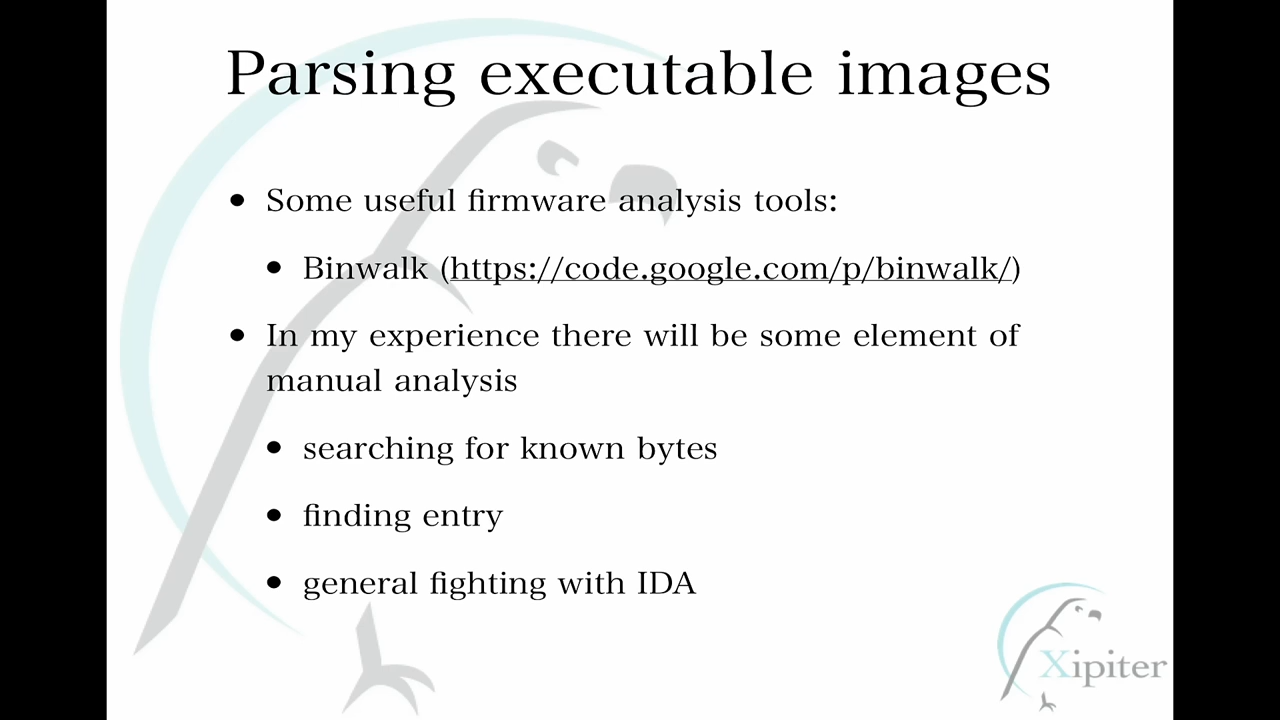 Parsing executable images
• Some useful firmware analysis tools:
• Binwalk (https://code.google.com/p/binwalk/)
• In my experience there will be some element of
manual analysis
• searching for known bytes
• finding entry
• general fighting with IDA
Xipiter